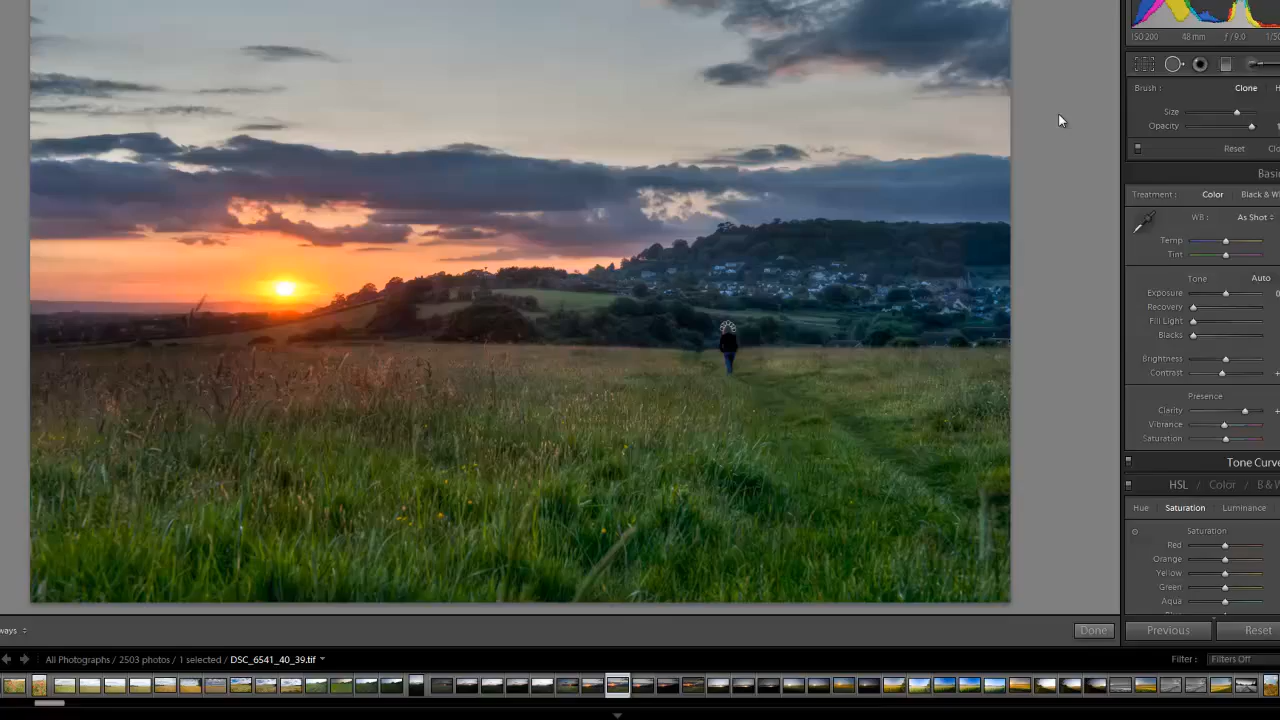 ISO 200 48 mm f / 9.0
Brush : Clone
Size
Opacity
Reset
Treatment : Color Black &
WB : As Shot
Temp
Tint
Tone Auto
Exposure
Recovery
Fill Light
Blacks
Brightness
Contrast
Presence
Clarity
Vibrance
Saturation
Tone
HSL / Color /
Hue Saturation Luminance
Saturation
Red
Orange
Yellow
Green
Aqua
Done
Previous Reset
All Photographs / 2503 photos / 1 selected / DSC_6541_40_39.tif
Filter : Filters Off